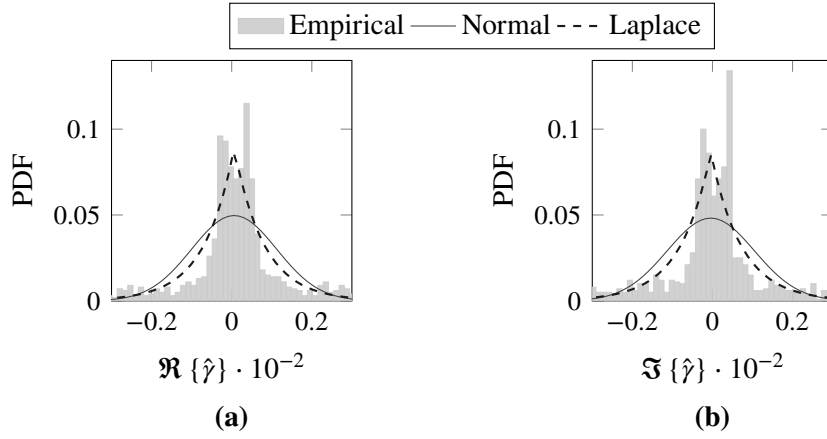 Empirical Normal Laplace
PDF
0.1
0.05
0
−0.2 0 0.2
ℜ {γ̂} · 10⁻²
(a)
PDF
0.1
0.05
0
−0.2 0 0.2
ℑ {γ̂} · 10⁻²
(b)